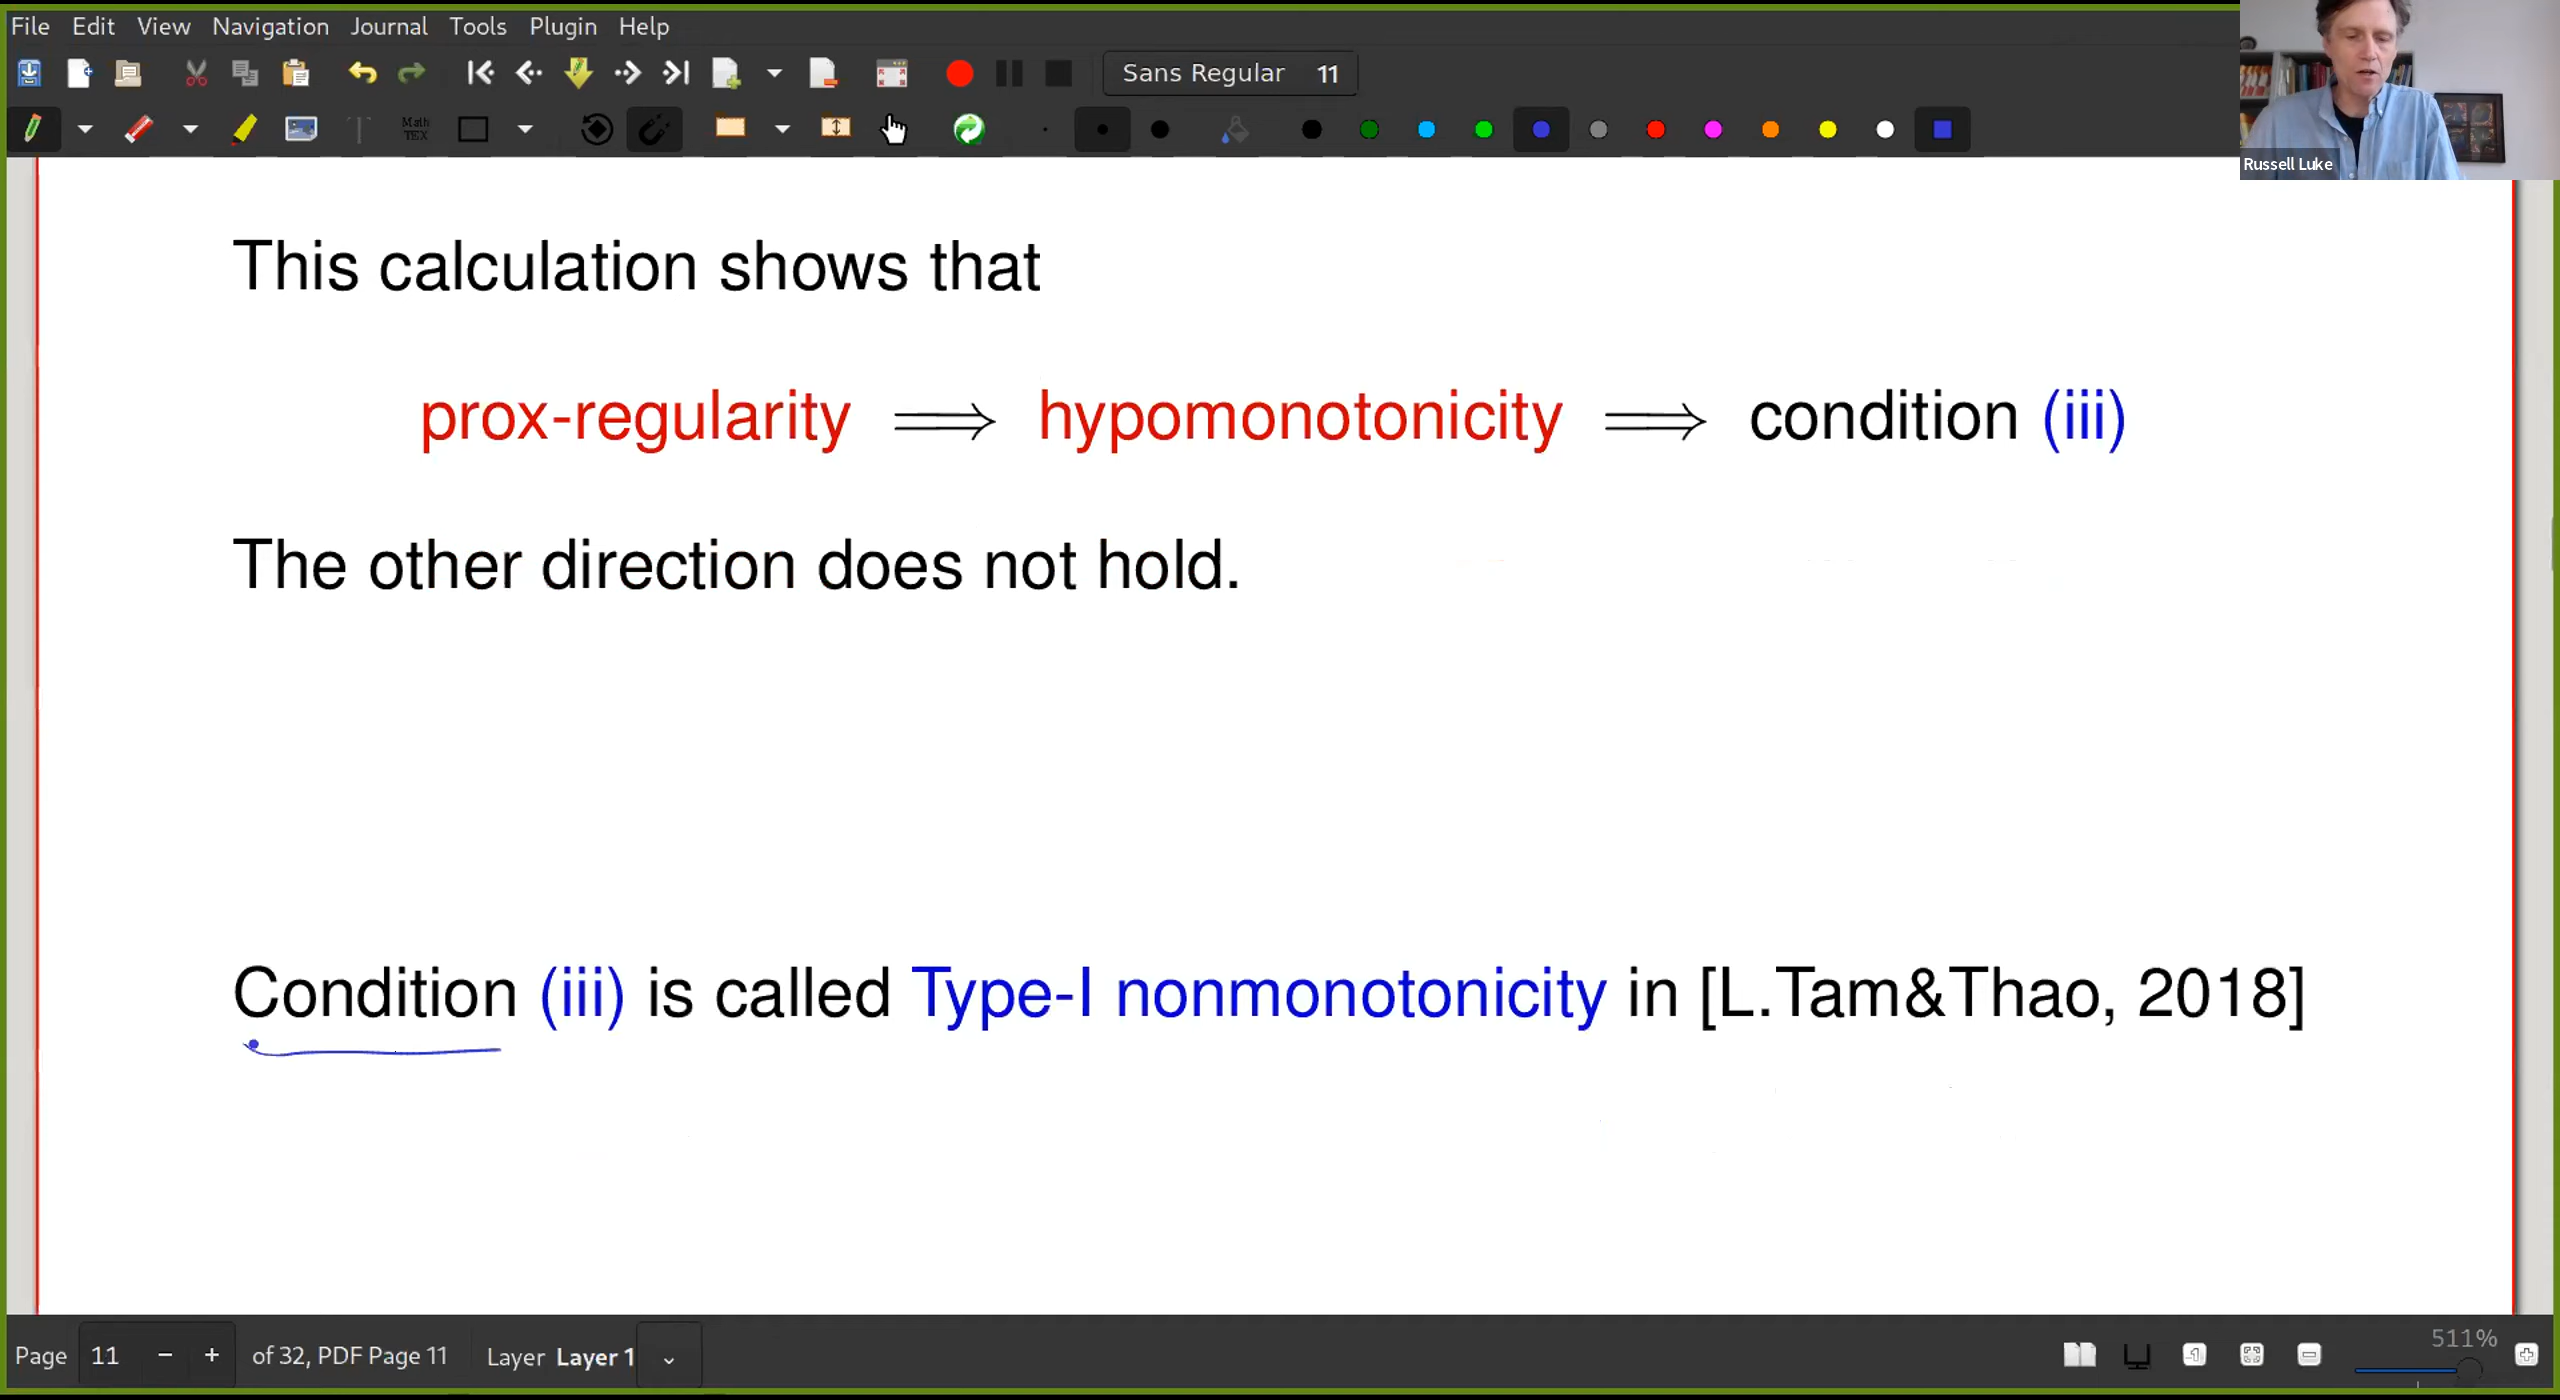 File Edit View Navigation Journal Tools Plugin Help
Sans Regular 11
Math TEX
Russell Luke
This calculation shows that
prox-regularity ⟹ hypomonotonicity ⟹ condition (iii)
The other direction does not hold.
Condition (iii) is called Type-I nonmonotonicity in [L.Tam&Thao, 2018]
Page 11 − + of 32, PDF Page 11 Layer Layer 1
511%